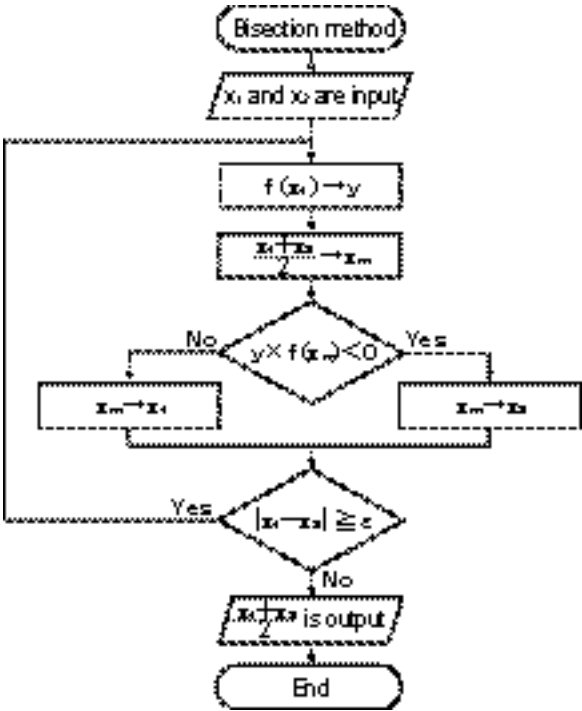 Bisection method
x₁ and x₂ are input
f(x₁)→y
x₁+x₂/2 →xₘ
No
Yes
y×f(xₘ)<0
xₘ→x₁
xₘ→x₂
Yes
|x₁−x₂|≧ε
No
x₁+x₂/2 is output
End